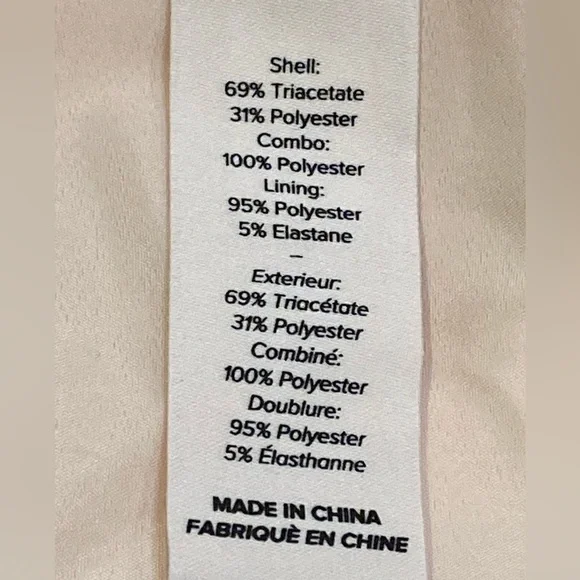 Shell:
69% Triacetate
31% Polyester
Combo:
100% Polyester
Lining:
95% Polyester
5% Elastane
–
Exterieur:
69% Triacétate
31% Polyester
Combiné:
100% Polyester
Doublure:
95% Polyester
5% Élasthanne
MADE IN CHINA
FABRIQUÈ EN CHINE